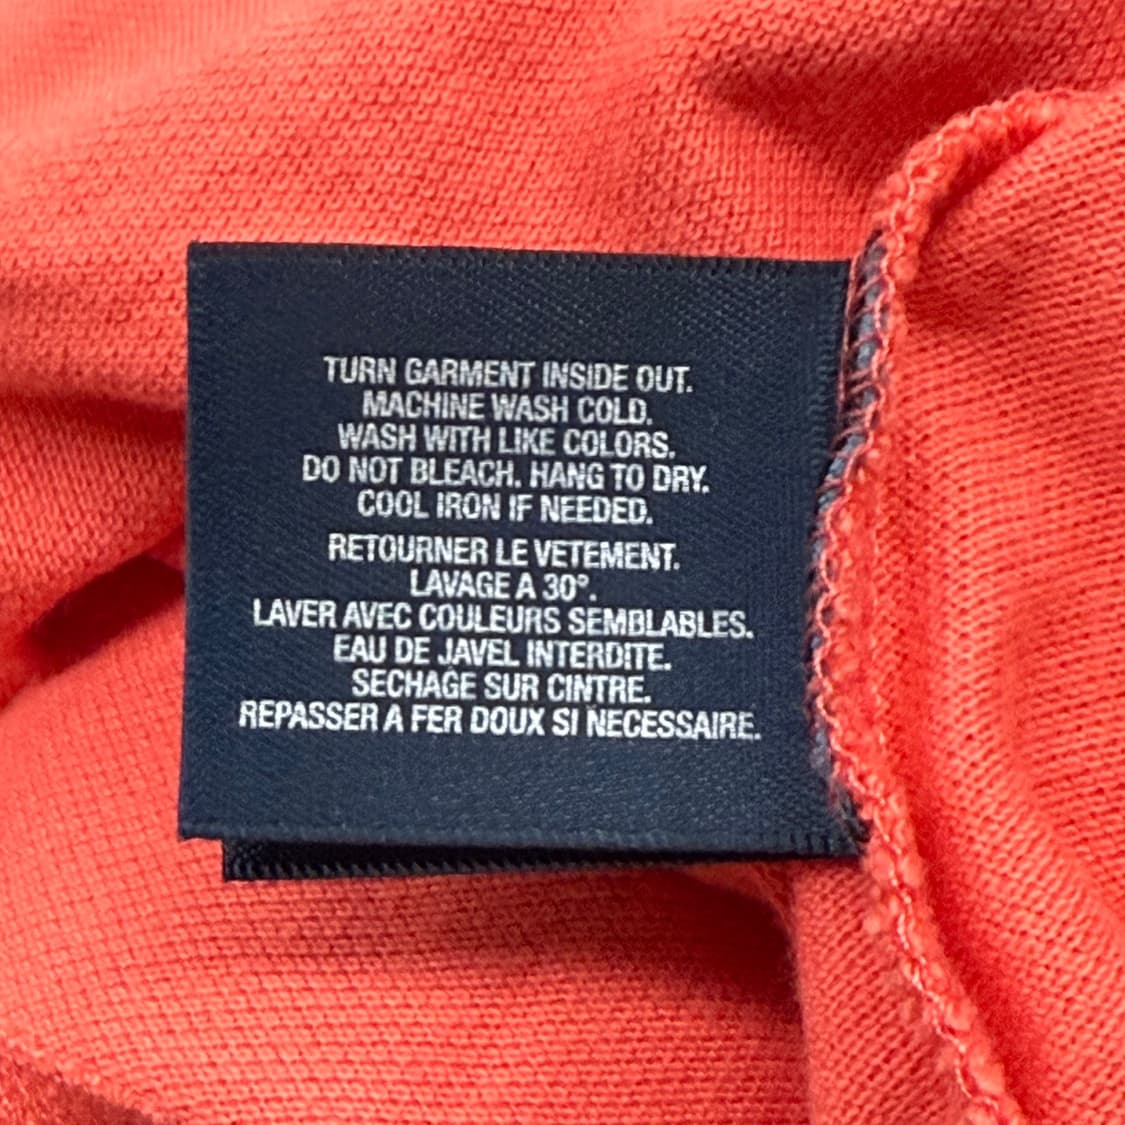 TURN GARMENT INSIDE OUT.
MACHINE WASH COLD.
WASH WITH LIKE COLORS.
DO NOT BLEACH. HANG TO DRY.
COOL IRON IF NEEDED.
RETOURNER LE VETEMENT.
LAVAGE A 30°.
LAVER AVEC COULEURS SEMBLABLES.
EAU DE JAVEL INTERDITE.
SECHAGE SUR CINTRE.
REPASSER A FER DOUX SI NECESSAIRE.